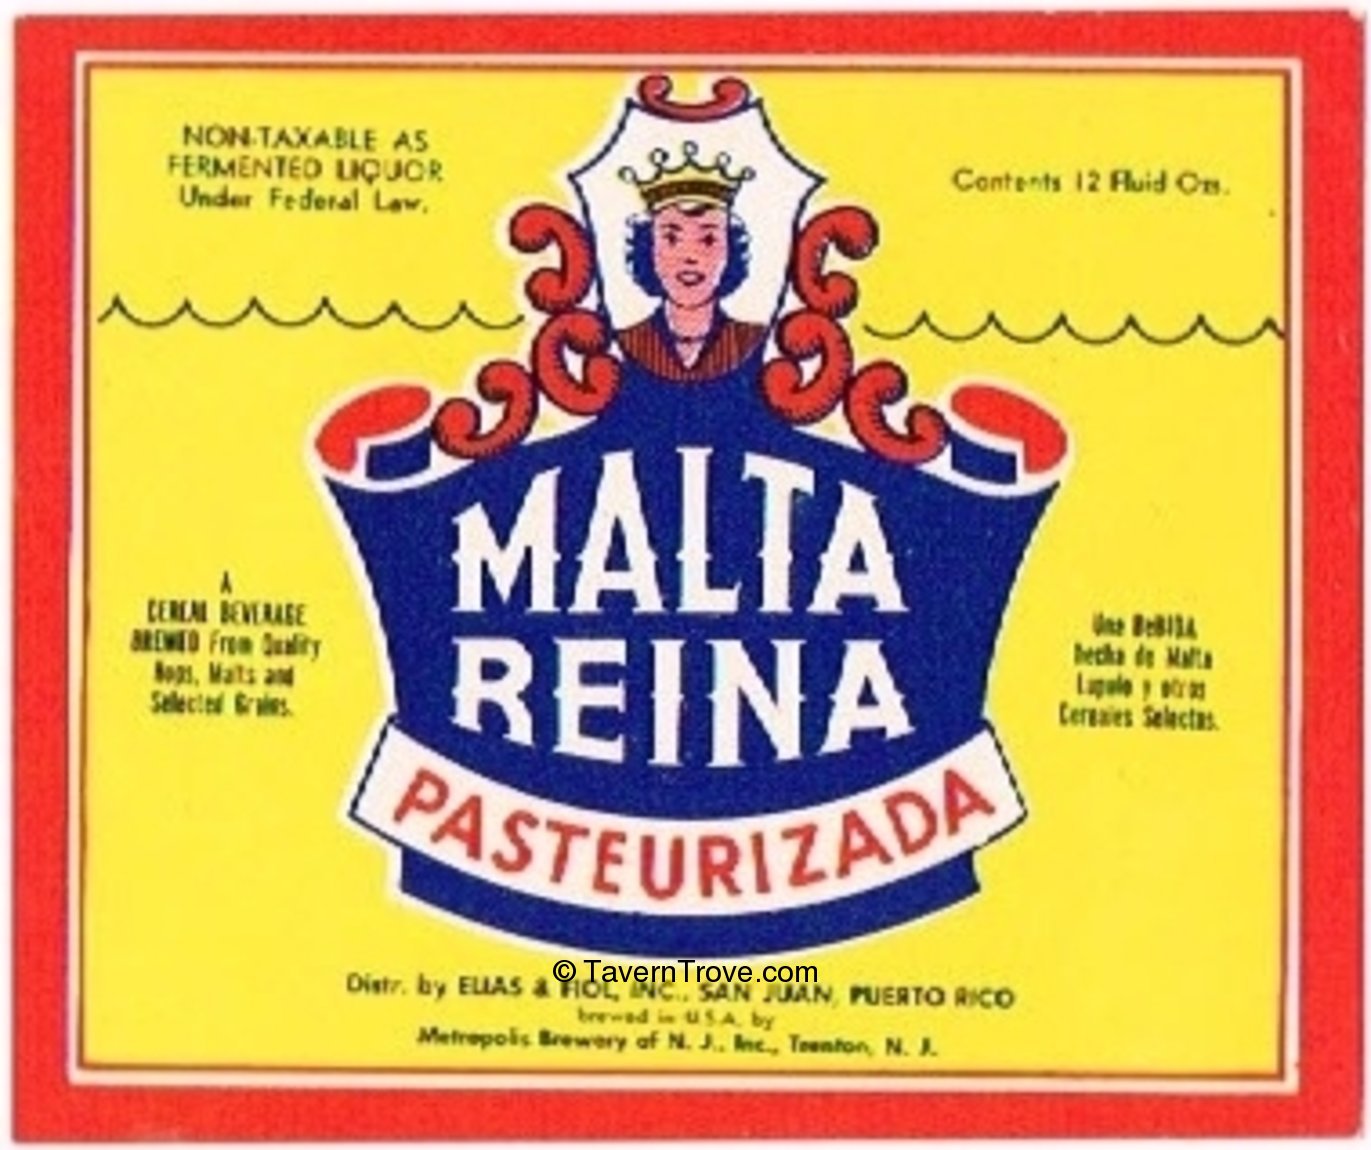 NON-TAXABLE AS
FERMENTED LIQUOR
Under Federal Law.
Contents 12 Fluid Ozs.
MALTA
REINA
PASTEURIZADA
A
CEREAL BEVERAGE
BREWED From Quality
Hops, Malts and
Selected Grains.
Una BeBIDA
hecha de Malta
Lupulo y otros
Cereales Selectos.
© TavernTrove.com
Distr. by ELIAS & FIOL, INC., SAN JUAN, PUERTO RICO
brewed in U.S.A. by
Metropolis Brewery of N. J., Inc., Trenton, N. J.